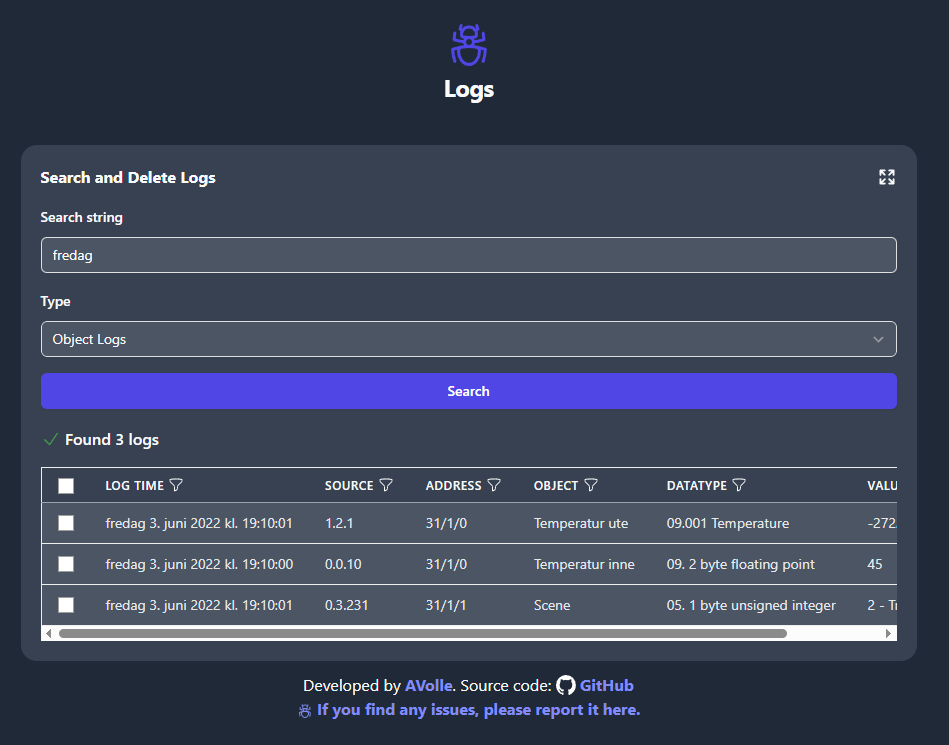 Logs
Search and Delete Logs
Search string
fredag
Type
Object Logs
Search
Found 3 logs
LOG TIME SOURCE ADDRESS OBJECT DATATYPE VALU
fredag 3. juni 2022 kl. 19:10:01 1.2.1 31/1/0 Temperatur ute 09.001 Temperature -272.
fredag 3. juni 2022 kl. 19:10:00 0.0.10 31/1/0 Temperatur inne 09. 2 byte floating point 45
fredag 3. juni 2022 kl. 19:10:01 0.3.231 31/1/1 Scene 05. 1 byte unsigned integer 2 - Tr
Developed by AVolle. Source code: GitHub
If you find any issues, please report it here.